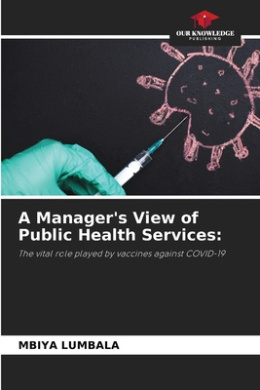 OUR KNOWLEDGE
PUBLISHING
A Manager's View of
Public Health Services:
The vital role played by vaccines against COVID-19
MBIYA LUMBALA